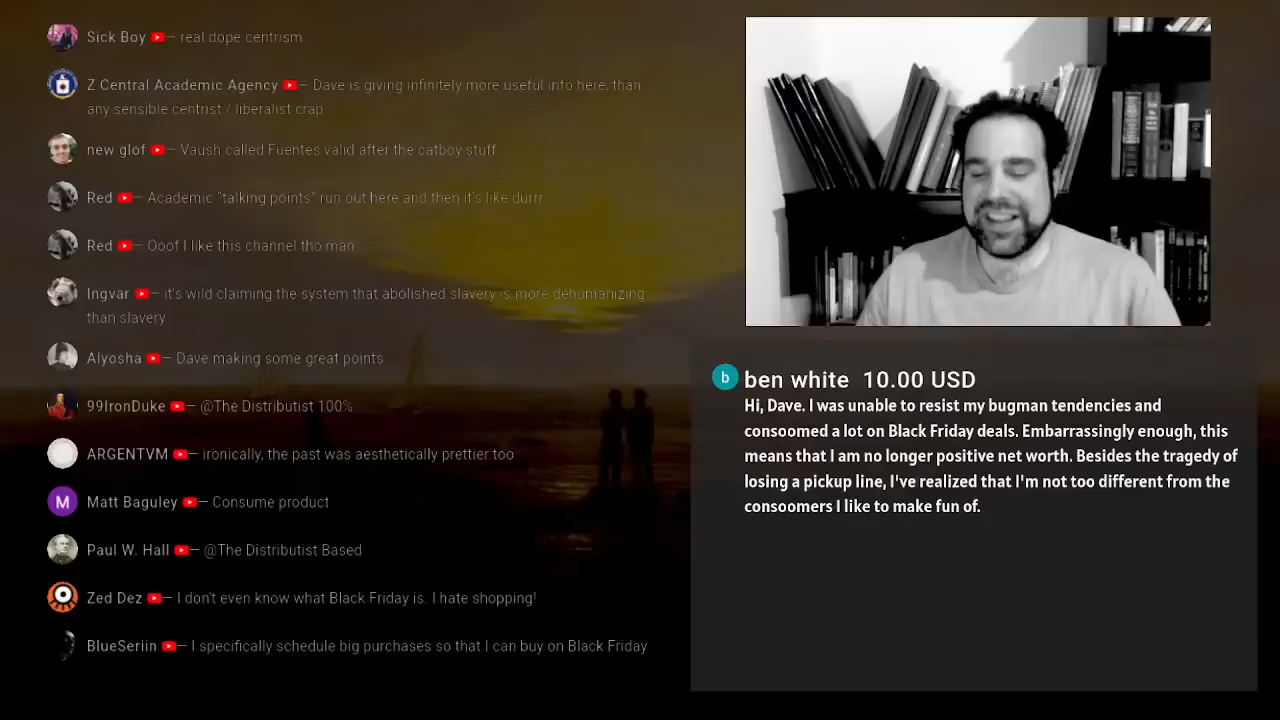 Sick Boy — real dope centrism
Z Central Academic Agency — Dave is giving infinitely more useful info here, than
any sensible centrist / liberalist crap
new glof — Vaush called Fuentes valid after the catboy stuff
Red — Academic "talking points" run out here and then it's like durrr
Red — Ooof I like this channel tho man
Ingvar — it's wild claiming the system that abolished slavery is more dehumanizing
than slavery
Alyosha — Dave making some great points
99IronDuke — @The Distributist 100%
ARGENTVM — ironically, the past was aesthetically prettier too
M Matt Baguley — Consume product
Paul W. Hall — @The Distributist Based
Zed Dez — I don't even know what Black Friday is. I hate shopping!
BlueSeriin — I specifically schedule big purchases so that I can buy on Black Friday
b ben white 10.00 USD
Hi, Dave. I was unable to resist my bugman tendencies and
consoomed a lot on Black Friday deals. Embarrassingly enough, this
means that I am no longer positive net worth. Besides the tragedy of
losing a pickup line, I've realized that I'm not too different from the
consoomers I like to make fun of.